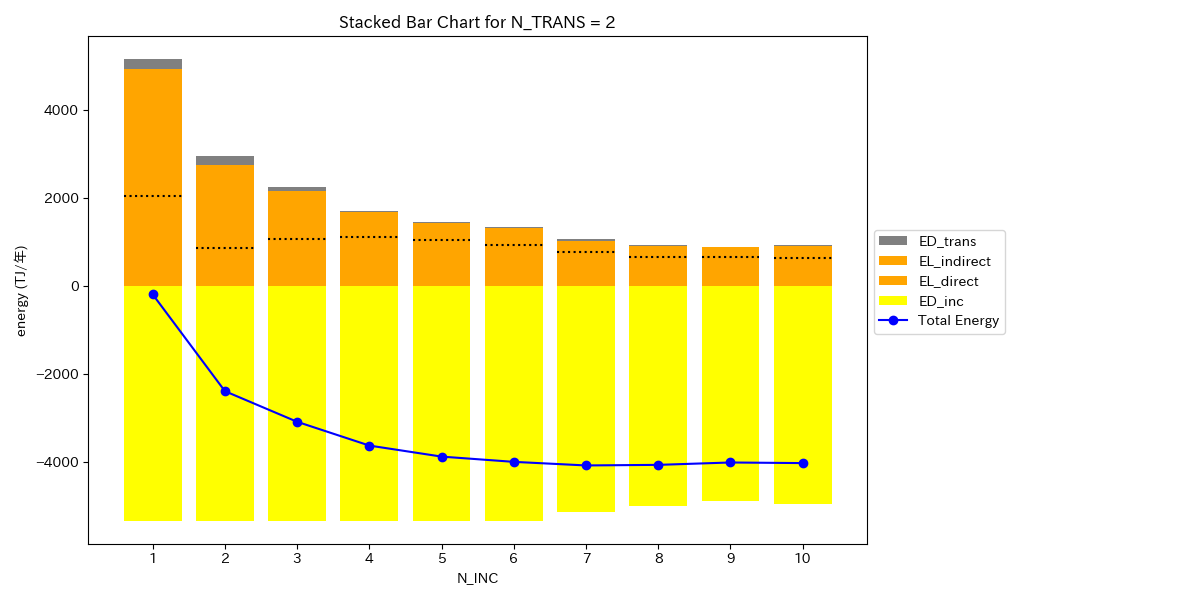 Stacked Bar Chart for N_TRANS = 2
energy (TJ/年)
4000
2000
0
−2000
−4000
1 2 3 4 5 6 7 8 9 10
N_INC
ED_trans
EL_indirect
EL_direct
ED_inc
Total Energy